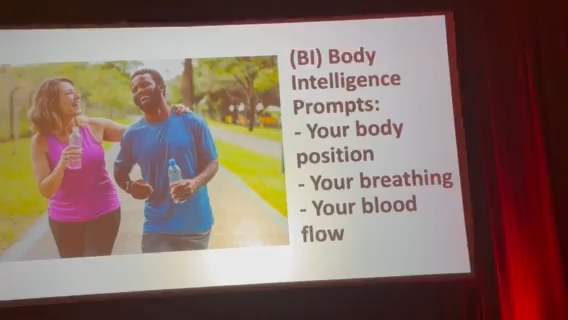 (BI) Body
Intelligence
Prompts:
- Your body
position
- Your breathing
- Your blood
flow